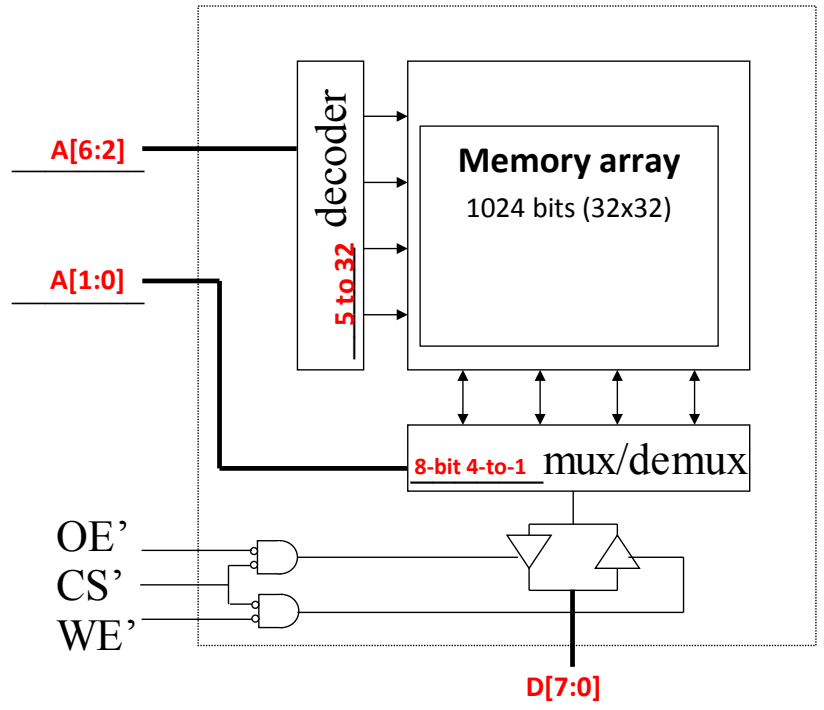 A[6:2]
decoder
5 to 32
Memory array
1024 bits (32x32)
A[1:0]
8-bit 4-to-1 mux/demux
OE’
CS’
WE’
D[7:0]